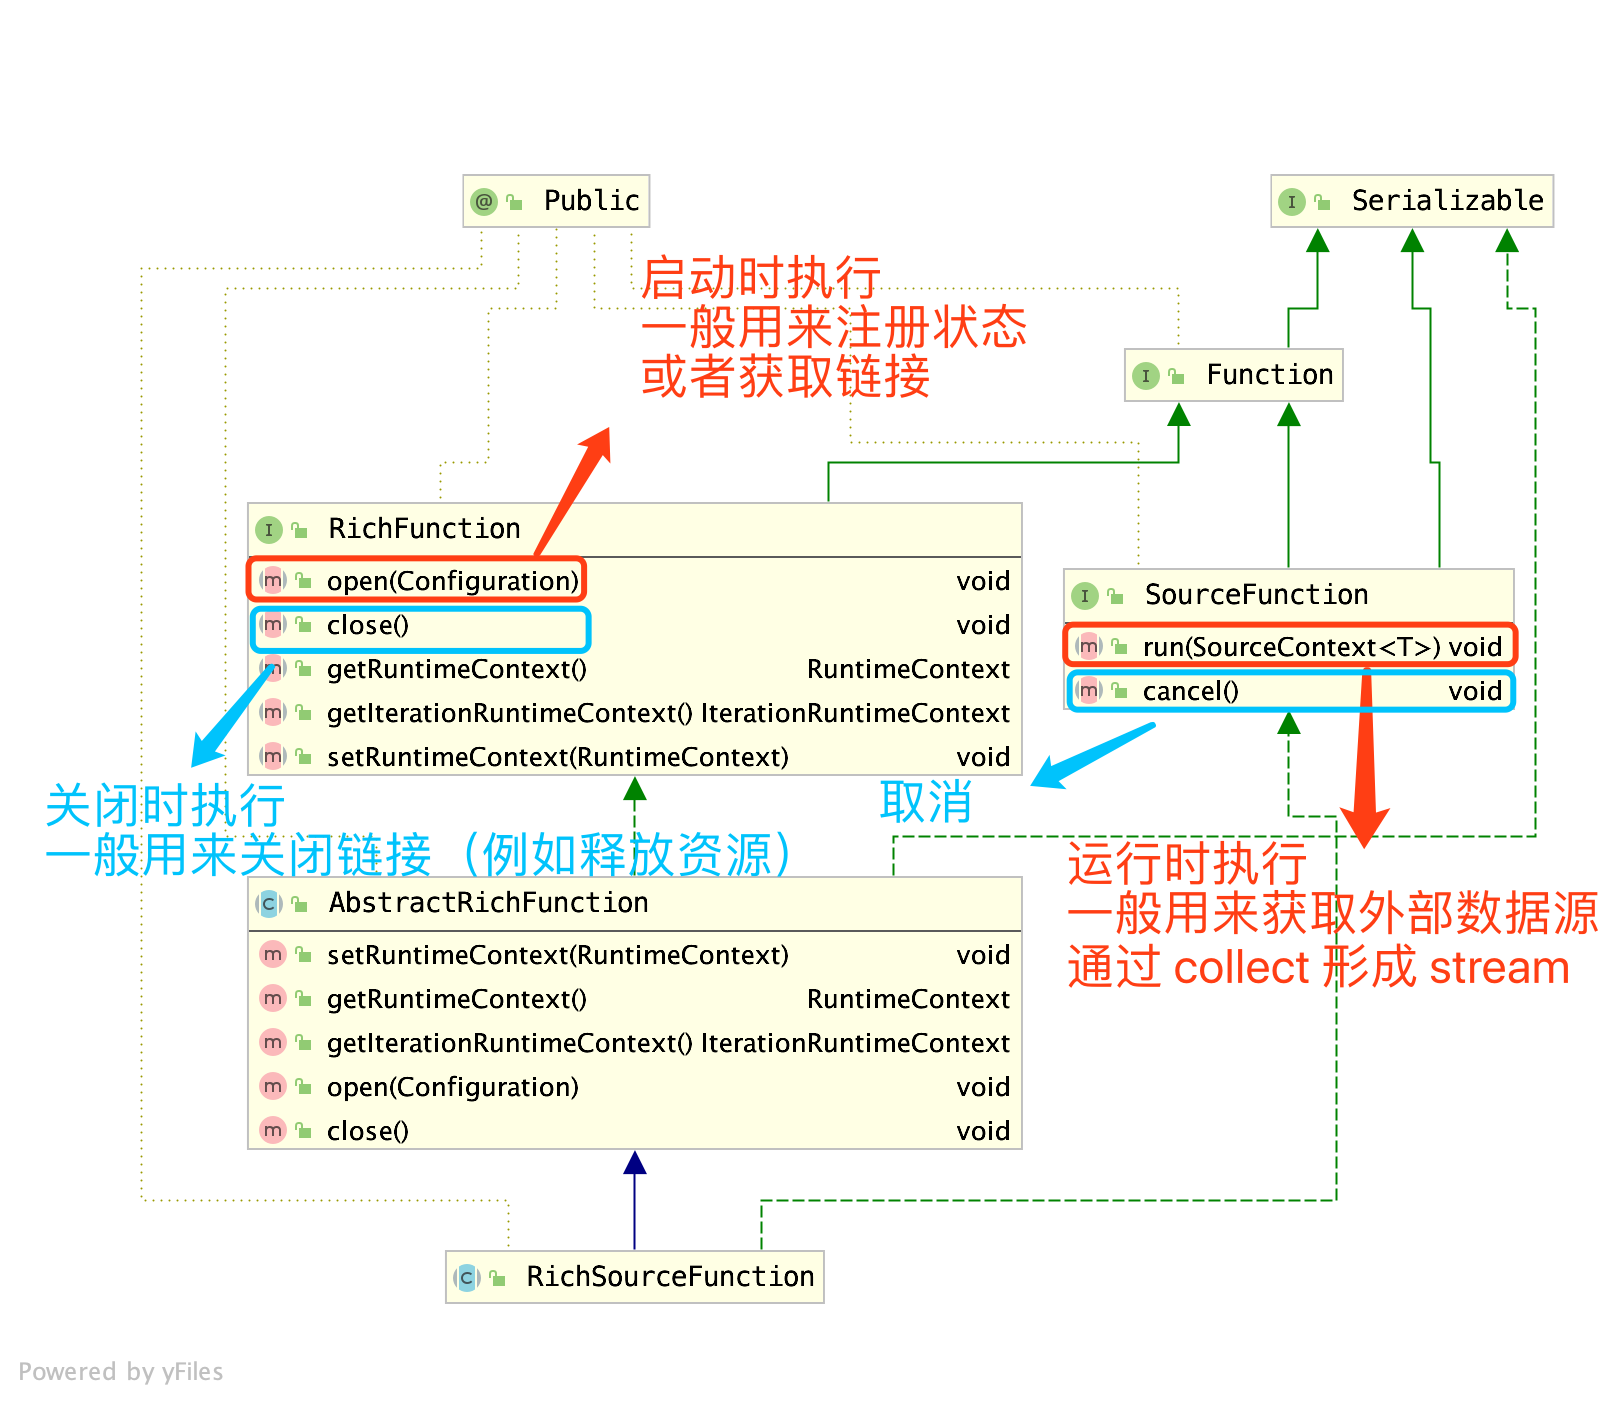 Public
Serializable
启动时执行
一般用来注册状态
或者获取链接
Function
RichFunction
open(Configuration) void
close() void
getRuntimeContext() RuntimeContext
getIterationRuntimeContext() IterationRuntimeContext
setRuntimeContext(RuntimeContext) void
SourceFunction
run(SourceContext<T>) void
cancel() void
关闭时执行
一般用来关闭链接（例如释放资源）
取消
运行时执行
一般用来获取外部数据源
通过 collect 形成 stream
AbstractRichFunction
setRuntimeContext(RuntimeContext) void
getRuntimeContext() RuntimeContext
getIterationRuntimeContext() IterationRuntimeContext
open(Configuration) void
close() void
RichSourceFunction
Powered by yFiles